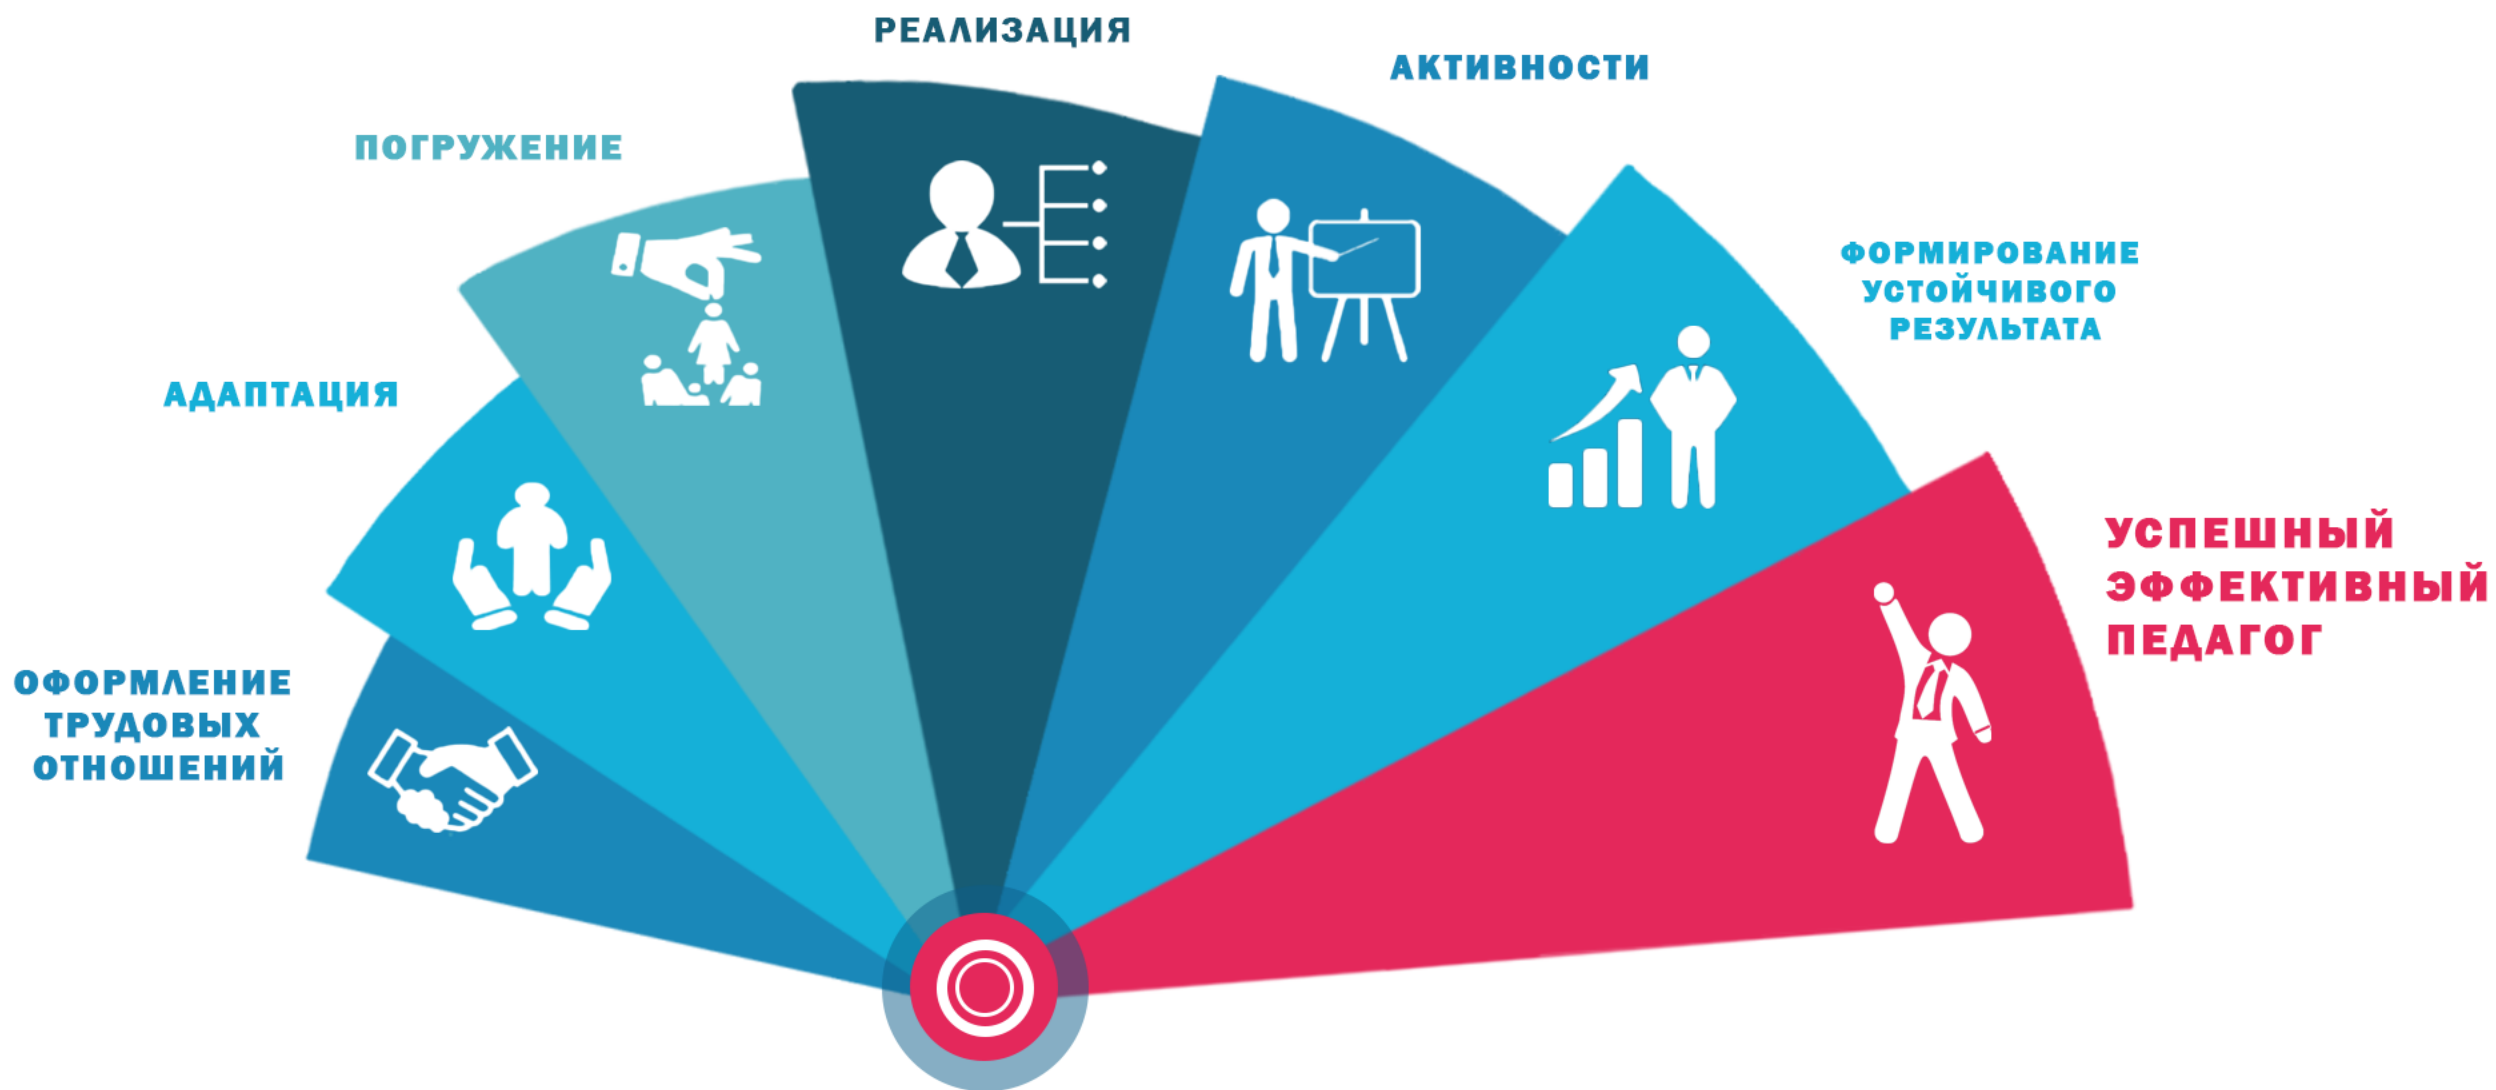 РЕАЛИЗАЦИЯ
АКТИВНОСТИ
ПОГРУЖЕНИЕ
ФОРМИРОВАНИЕ
УСТОЙЧИВОГО
РЕЗУЛЬТАТА
АДАПТАЦИЯ
УСПЕШНЫЙ
ЭФФЕКТИВНЫЙ
ПЕДАГОГ
ОФОРМЛЕНИЕ
ТРУДОВЫХ
ОТНОШЕНИЙ